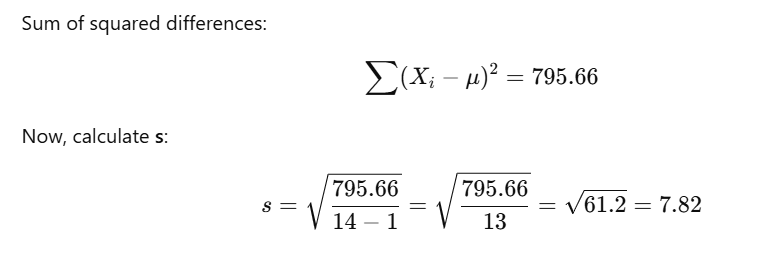 Sum of squared differences:
∑(Xᵢ − μ)² = 795.66
Now, calculate s:
s = √(795.66 / (14 − 1)) = √(795.66 / 13) = √61.2 = 7.82